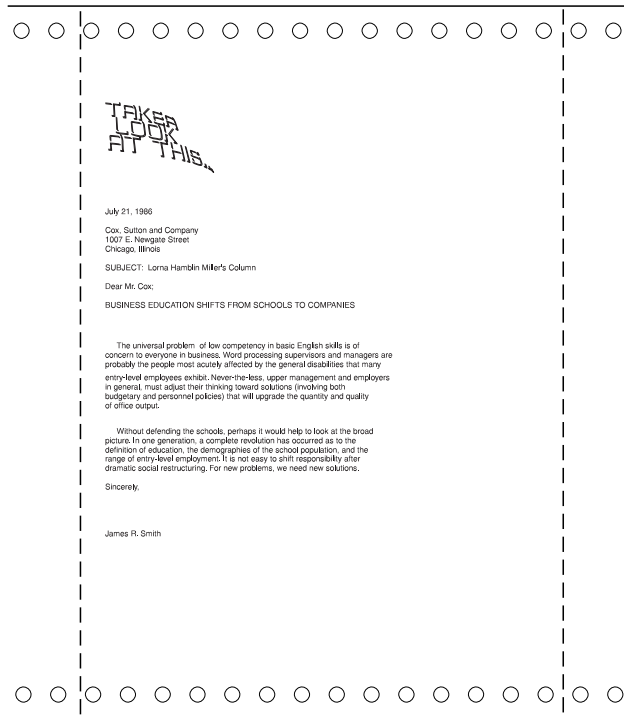 TAKE A
LOOK
AT THIS...
July 21, 1986
Cox, Sutton and Company
1007 E. Newgate Street
Chicago, Illinois
SUBJECT: Lorna Hamblin Miller's Column
Dear Mr. Cox;
BUSINESS EDUCATION SHIFTS FROM SCHOOLS TO COMPANIES
The universal problem of low competency in basic English skills is of
concern to everyone in business. Word processing supervisors and managers are
probably the people most acutely affected by the general disabilities that many
entry-level employees exhibit. Never-the-less, upper management and employers
in general, must adjust their thinking toward solutions (involving both
budgetary and personnel policies) that will upgrade the quantity and quality
of office output.
Without defending the schools, perhaps it would help to look at the broad
picture. In one generation, a complete revolution has occurred as to the
definition of education, the demographies of the school population, and the
range of entry-level employment. It is not easy to shift responsibility after
dramatic social restructuring. For new problems, we need new solutions.
Sincerely,
James R. Smith